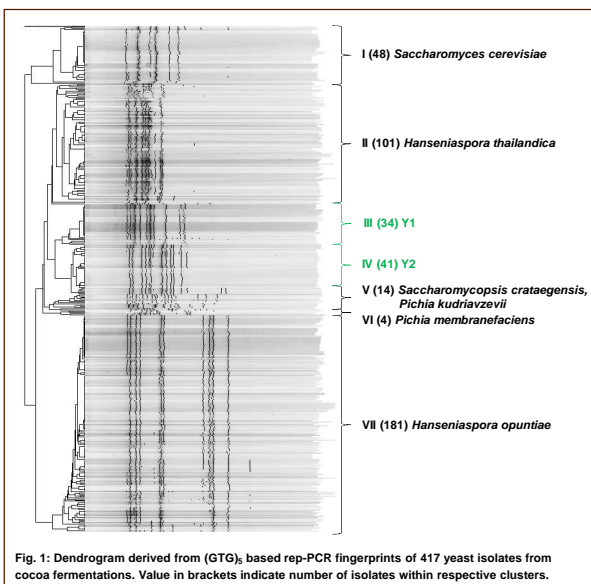 I (48) Saccharomyces cerevisiae
II (101) Hanseniaspora thailandica
III (34) Y1
IV (41) Y2
V (14) Saccharomycopsis crataegensis,
Pichia kudriavzevii
VI (4) Pichia membranefaciens
VII (181) Hanseniaspora opuntiae
Fig. 1: Dendrogram derived from (GTG)5 based rep-PCR fingerprints of 417 yeast isolates from
cocoa fermentations. Value in brackets indicate number of isolates within respective clusters.